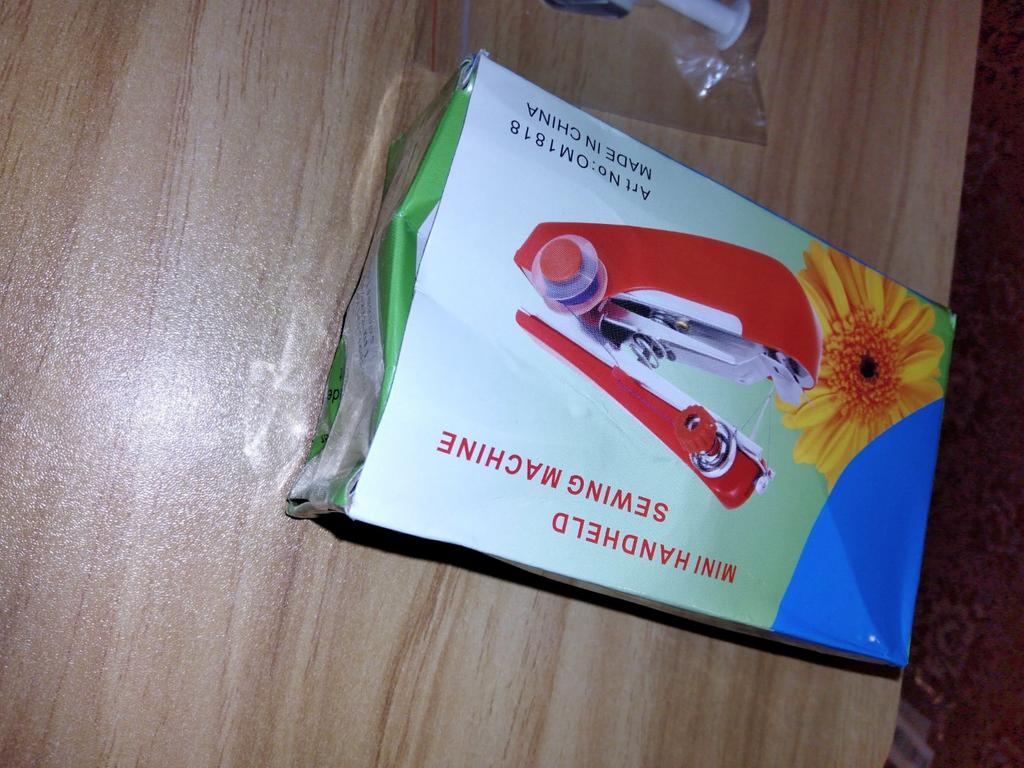 MINI HANDHELD
SEWING MACHINE
Art No:OM1818
MADE IN CHINA